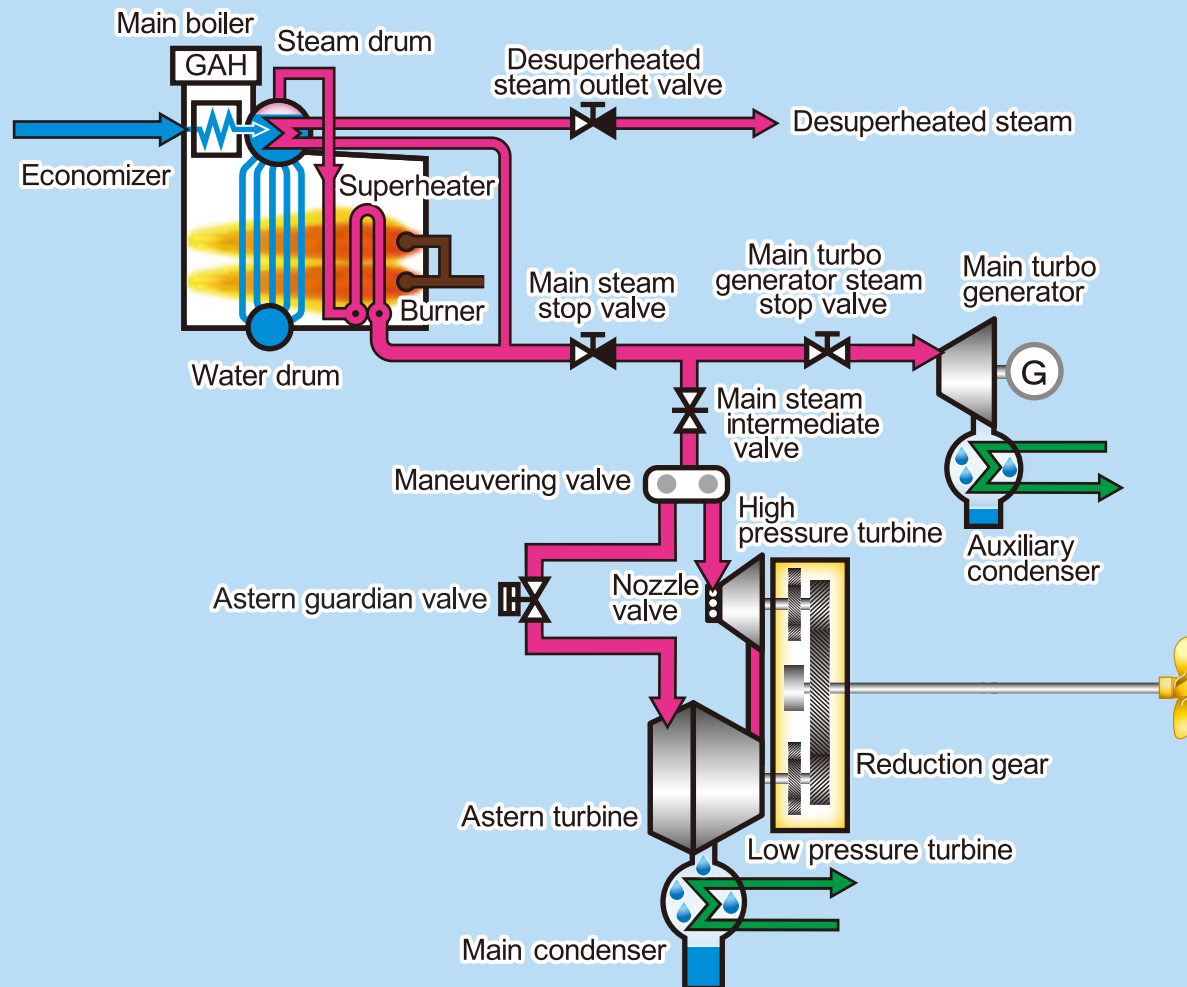 Main boiler
Steam drum
GAH
Desuperheated
steam outlet valve
Desuperheated steam
Economizer
Superheater
Burner
Water drum
Main steam
stop valve
Main turbo
generator steam
stop valve
Main turbo
generator
G
Main steam
intermediate
valve
Maneuvering valve
High
pressure turbine
Auxiliary
condenser
Astern guardian valve
Nozzle
valve
Reduction gear
Astern turbine
Low pressure turbine
Main condenser